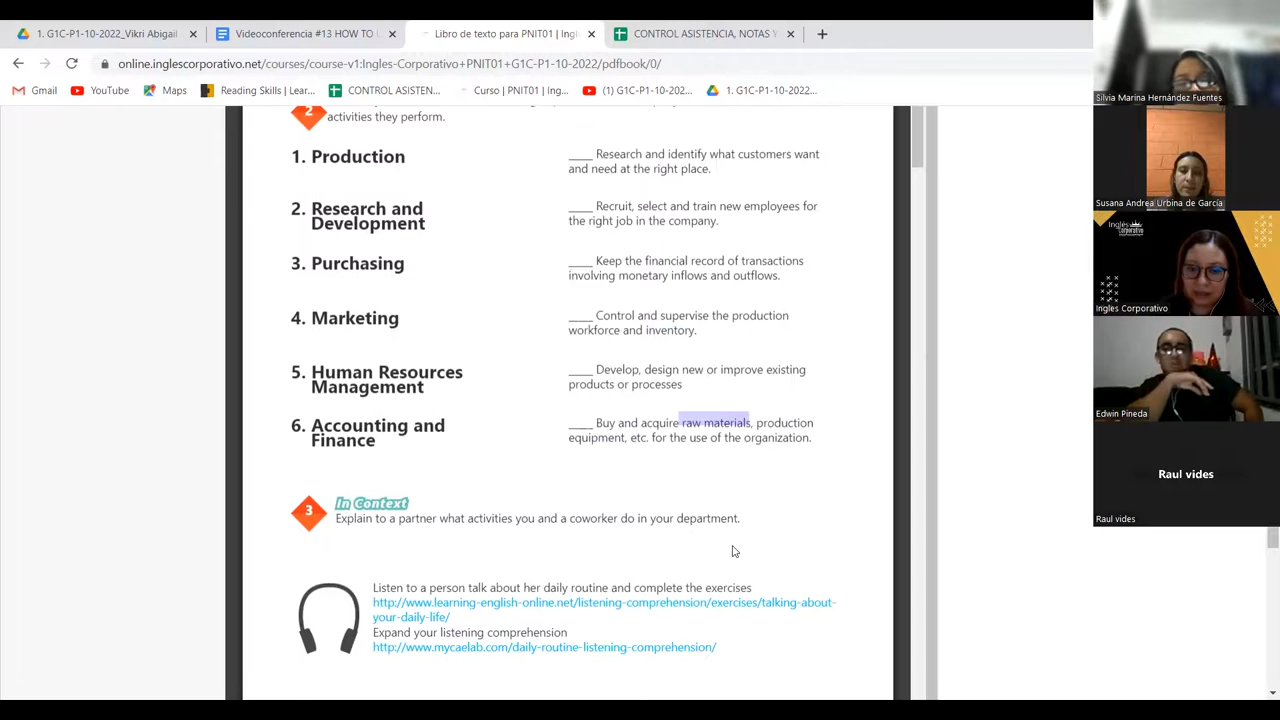 1. G1C-P1-10-2022_Vikri Abigail
Videoconferencia #13 HOW TO
Libro de texto para PNIT01 | Ingl
CONTROL ASISTENCIA, NOTAS Y
online.inglescorporativo.net/courses/course-v1:Ingles-Corporativo+PNIT01+G1C-P1-10-2022/pdfbook/0/
Gmail
YouTube
Maps
Reading Skills | Lear...
CONTROL ASISTEN...
Curso | PNIT01 | Ing...
(1) G1C-P1-10-202...
1. G1C-P1-10-2022...
2
activities they perform.
1. Production
____ Research and identify what customers want
and need at the right place.
2. Research and
Development
____ Recruit, select and train new employees for
the right job in the company.
3. Purchasing
____ Keep the financial record of transactions
involving monetary inflows and outflows.
4. Marketing
____ Control and supervise the production
workforce and inventory.
5. Human Resources
Management
____ Develop, design new or improve existing
products or processes
6. Accounting and
Finance
____ Buy and acquire raw materials, production
equipment, etc. for the use of the organization.
3
In Context
Explain to a partner what activities you and a coworker do in your department.
Listen to a person talk about her daily routine and complete the exercises
http://www.learning-english-online.net/listening-comprehension/exercises/talking-about-
your-daily-life/
Expand your listening comprehension
http://www.mycaelab.com/daily-routine-listening-comprehension/
Silvia Marina Hernández Fuentes
Susana Andrea Urbina de García
Inglés
Corporativo
Ingles Corporativo
Edwin Pineda
Raul vides
Raul vides